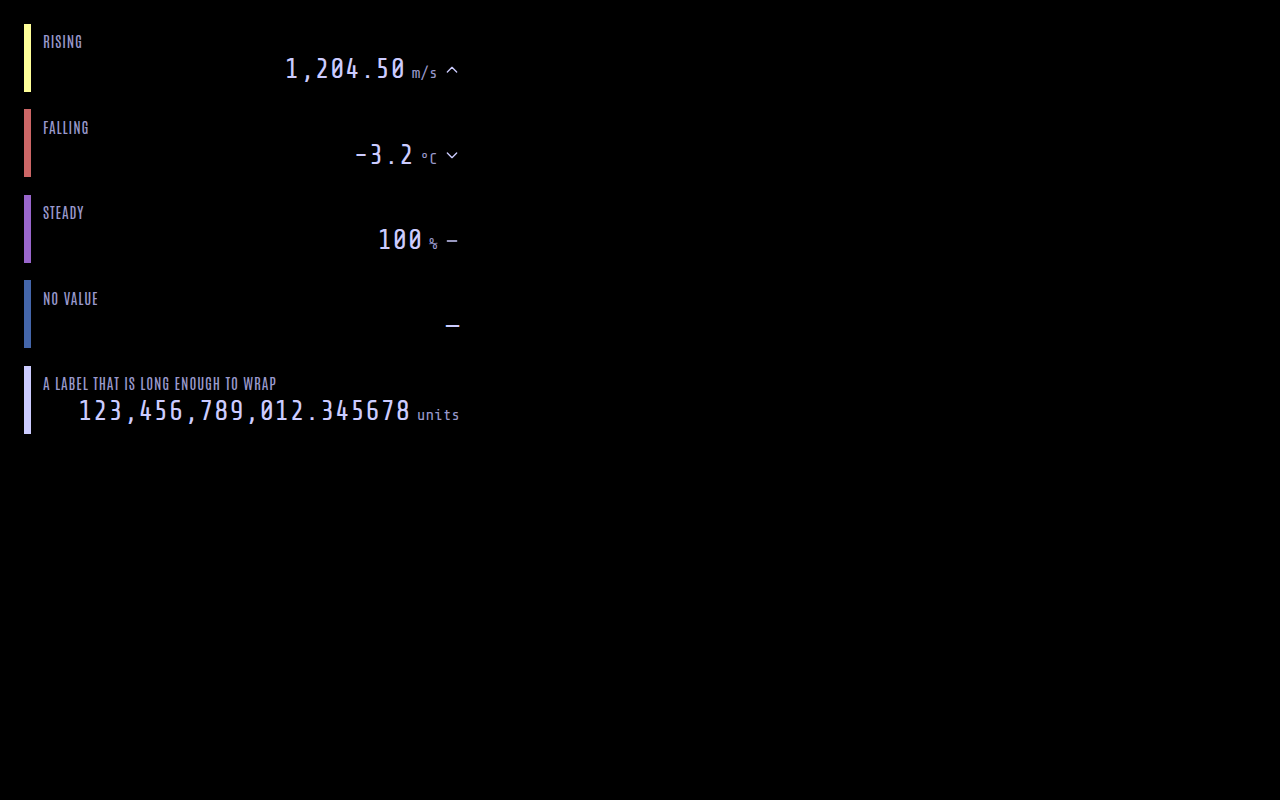 RISING
1,204.50 m/s
FALLING
−3.2 °C
STEADY
100 % —
NO VALUE
—
A LABEL THAT IS LONG ENOUGH TO WRAP
123,456,789,012.345678 units